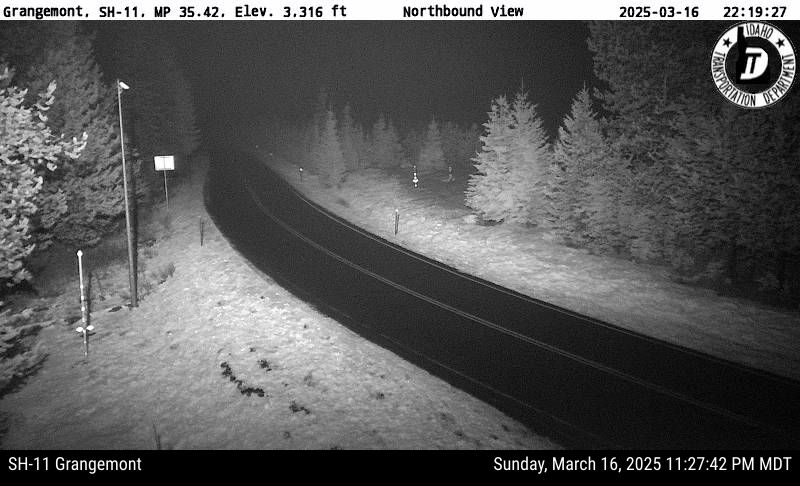 Grangemont, SH-11, MP 35.42, Elev. 3,316 ft Northbound View 2025-03-16 22:19:27
IDAHO
TRANSPORTATION DEPARTMENT
SH-11 Grangemont Sunday, March 16, 2025 11:27:42 PM MDT